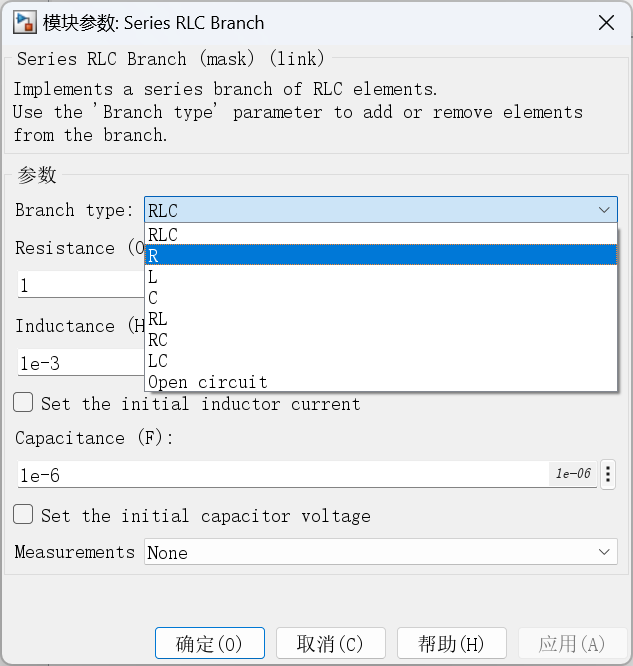 模块参数: Series RLC Branch
Series RLC Branch (mask) (link)
Implements a series branch of RLC elements.
Use the 'Branch type' parameter to add or remove elements
from the branch.
参数
Branch type: RLC
RLC
Resistance (O
R
1
L
C
Inductance (H
RL
RC
1e-3
LC
Open circuit
Set the initial inductor current
Capacitance (F):
1e-6 1e-06
Set the initial capacitor voltage
Measurements None
确定(O) 取消(C) 帮助(H) 应用(A)